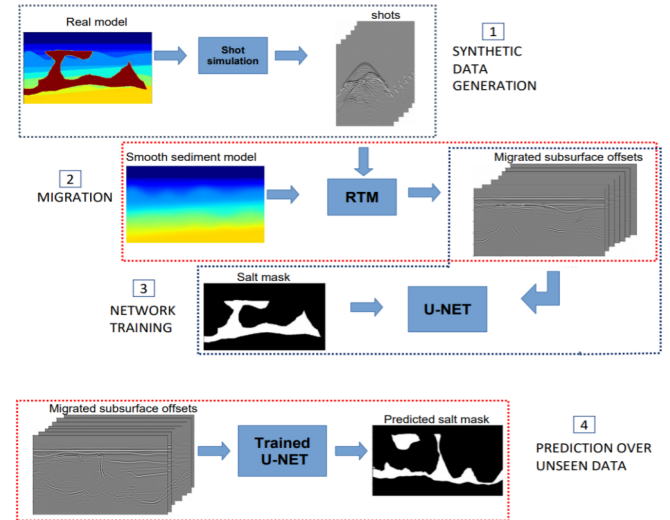 Real model
Shot
simulation
shots
1
SYNTHETIC
DATA
GENERATION
2
MIGRATION
Smooth sediment model
RTM
Migrated subsurface offsets
3
NETWORK
TRAINING
Salt mask
U-NET
Migrated subsurface offsets
Trained
U-NET
Predicted salt mask
4
PREDICTION OVER
UNSEEN DATA